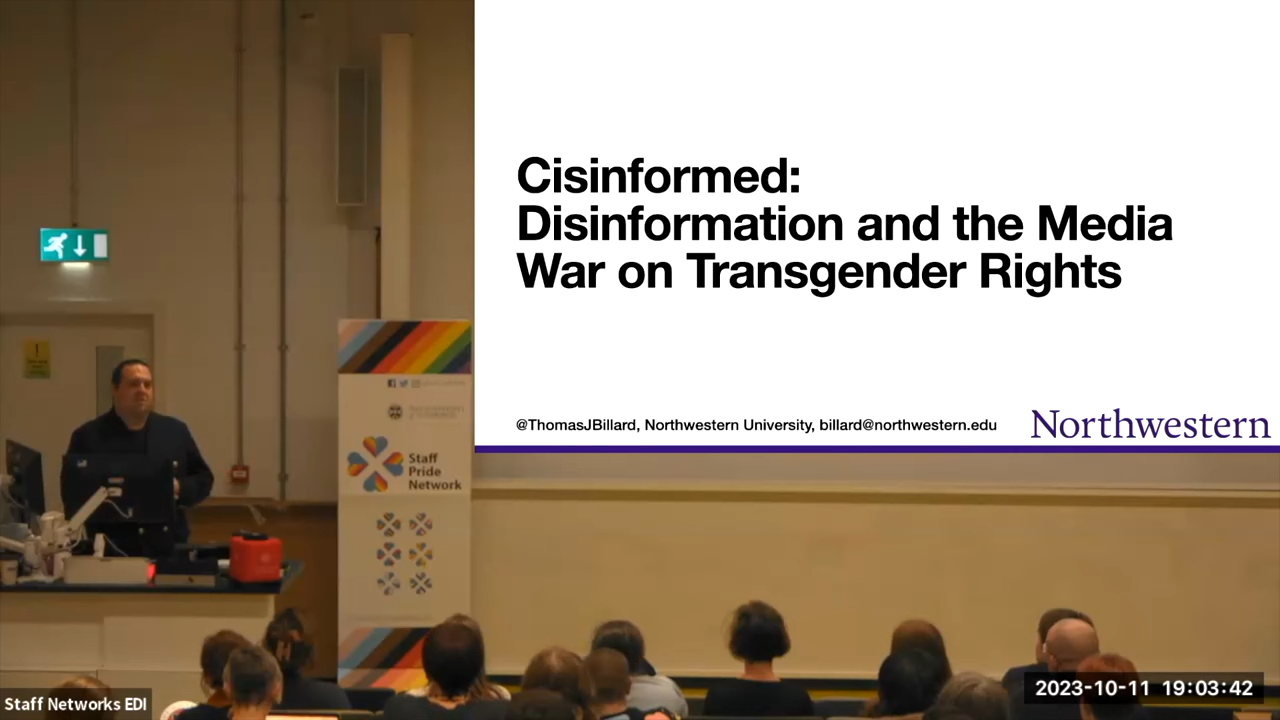 Cisinformed:
Disinformation and the Media
War on Transgender Rights
@ThomasJBillard, Northwestern University, billard@northwestern.edu
Northwestern
Staff
Pride
Network
Staff Networks EDI
2023-10-11 19:03:42